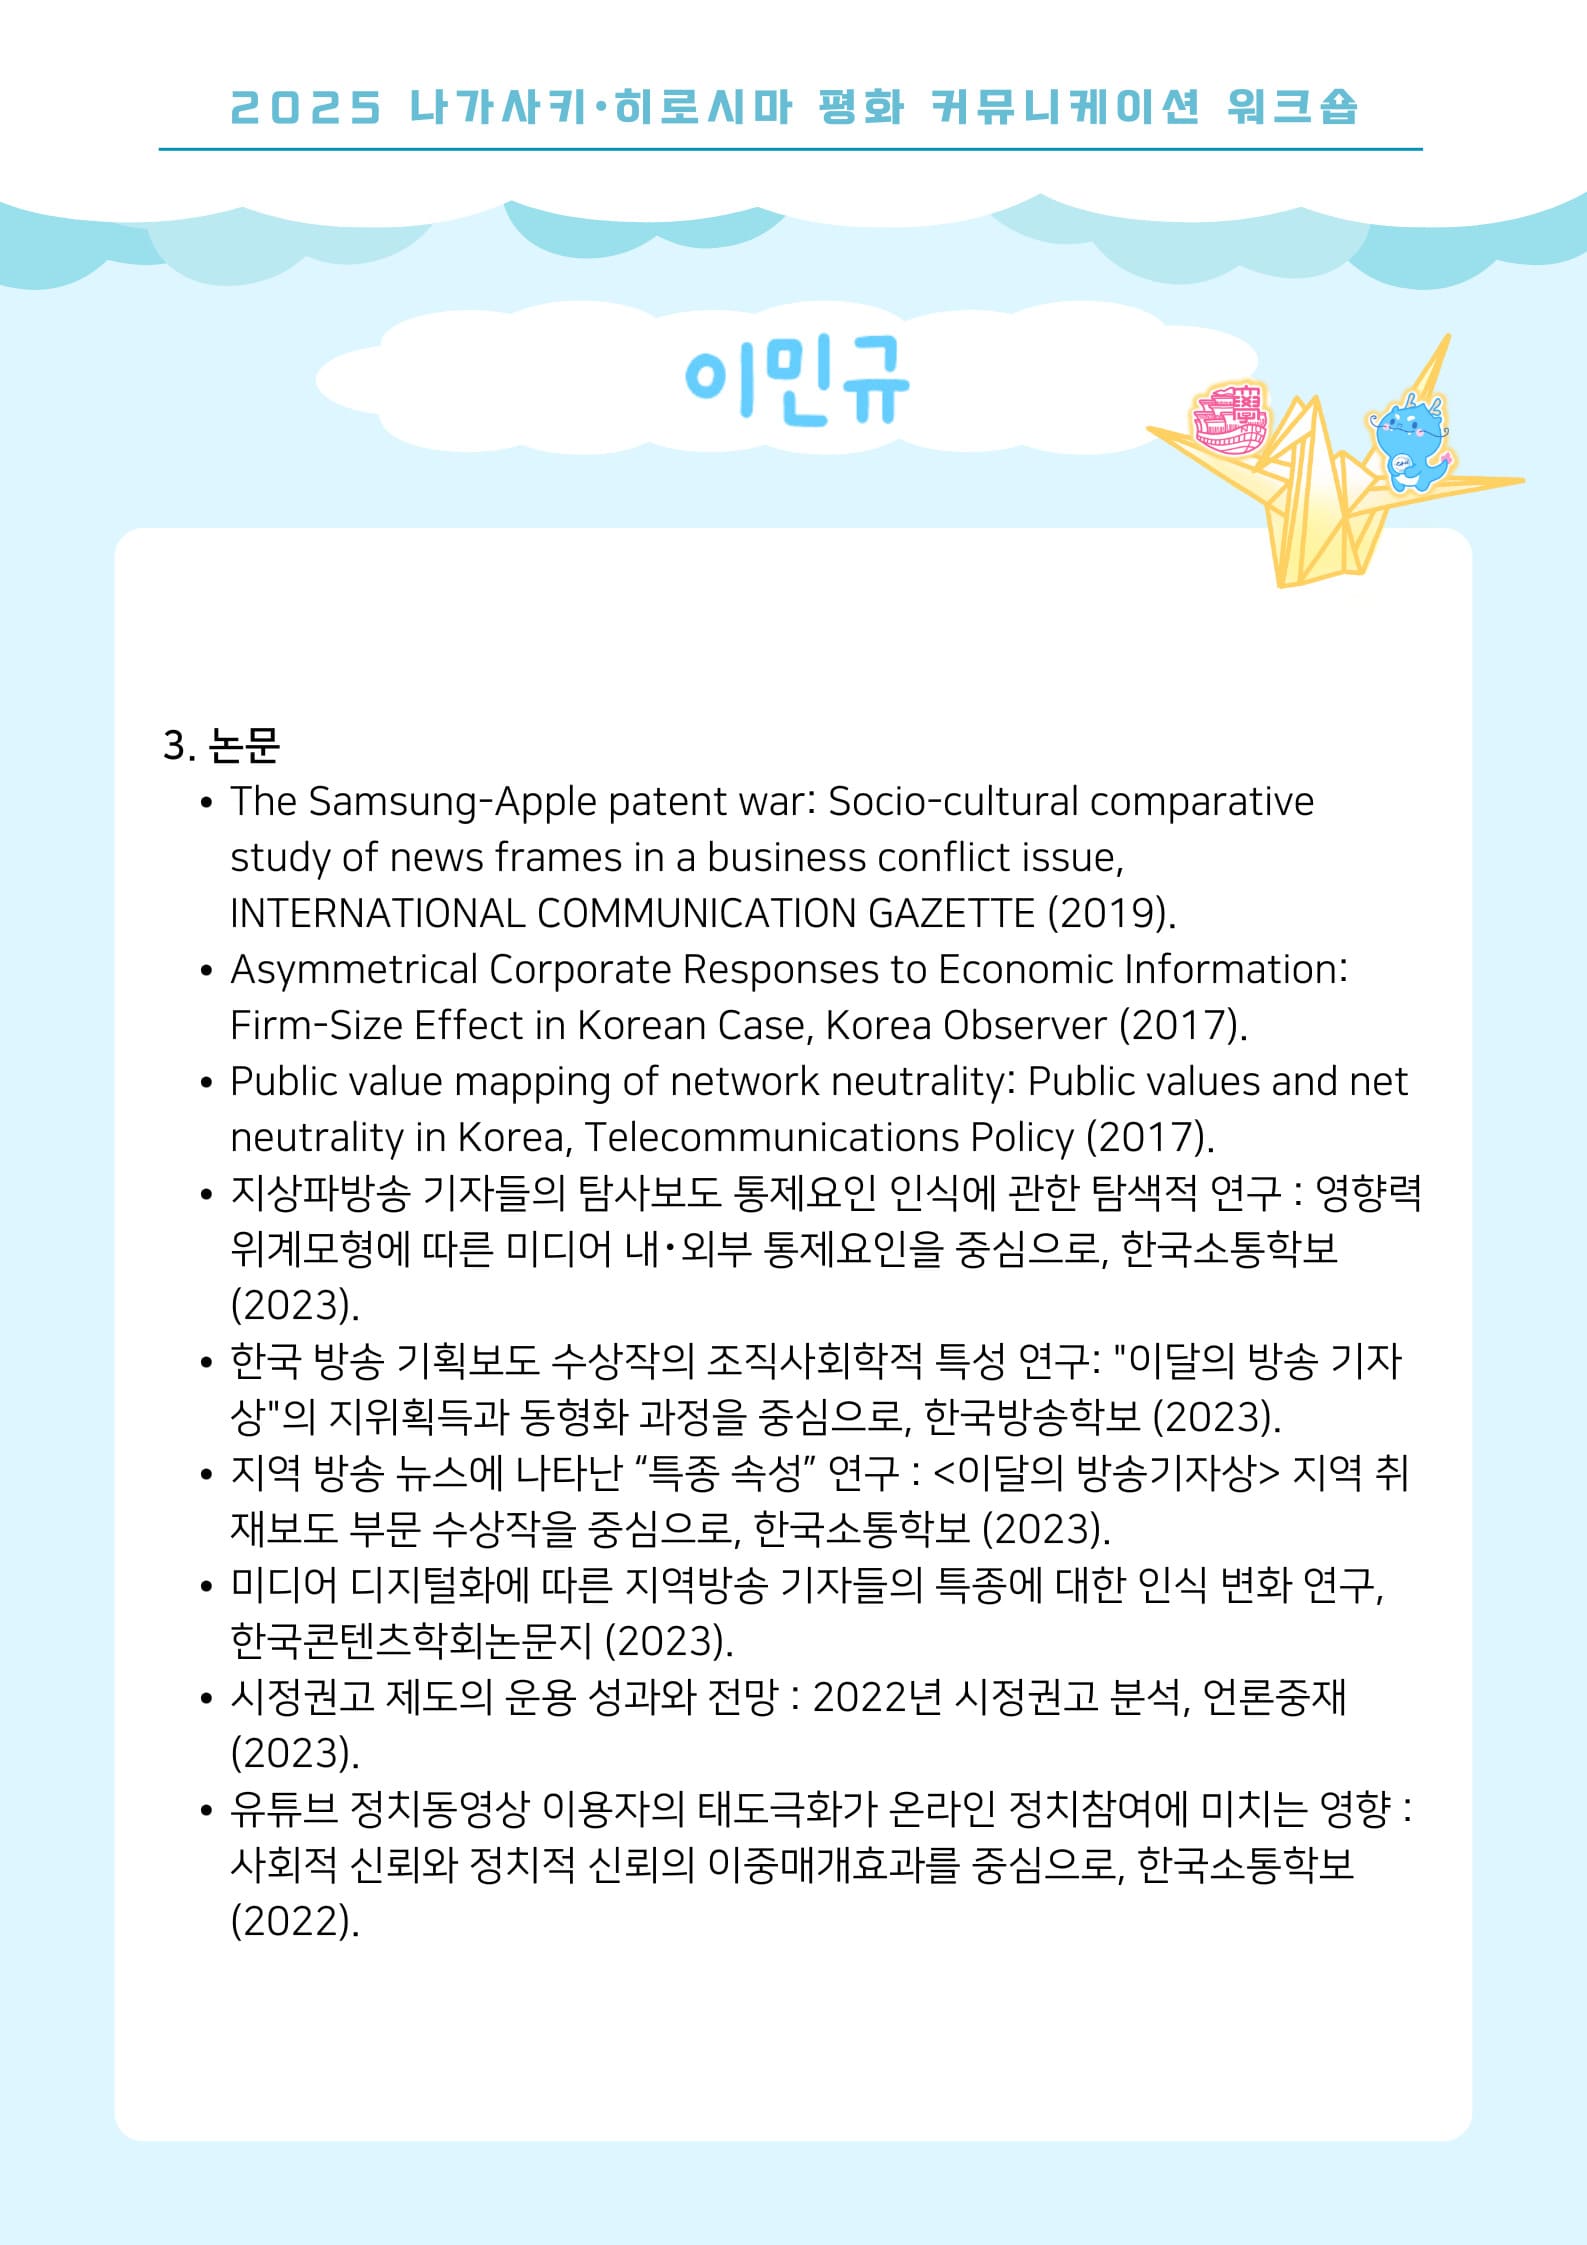 2025 나가사키·히로시마 평화 커뮤니케이션 워크숍
이민규
3. 논문
• The Samsung-Apple patent war: Socio-cultural comparative
study of news frames in a business conflict issue,
INTERNATIONAL COMMUNICATION GAZETTE (2019).
• Asymmetrical Corporate Responses to Economic Information:
Firm-Size Effect in Korean Case, Korea Observer (2017).
• Public value mapping of network neutrality: Public values and net
neutrality in Korea, Telecommunications Policy (2017).
• 지상파방송 기자들의 탐사보도 통제요인 인식에 관한 탐색적 연구 : 영향력
위계모형에 따른 미디어 내·외부 통제요인을 중심으로, 한국소통학보
(2023).
• 한국 방송 기획보도 수상작의 조직사회학적 특성 연구: "이달의 방송 기자
상"의 지위획득과 동형화 과정을 중심으로, 한국방송학보 (2023).
• 지역 방송 뉴스에 나타난 “특종 속성” 연구 : <이달의 방송기자상> 지역 취
재보도 부문 수상작을 중심으로, 한국소통학보 (2023).
• 미디어 디지털화에 따른 지역방송 기자들의 특종에 대한 인식 변화 연구,
한국콘텐츠학회논문지 (2023).
• 시정권고 제도의 운용 성과와 전망 : 2022년 시정권고 분석, 언론중재
(2023).
• 유튜브 정치동영상 이용자의 태도극화가 온라인 정치참여에 미치는 영향 :
사회적 신뢰와 정치적 신뢰의 이중매개효과를 중심으로, 한국소통학보
(2022).